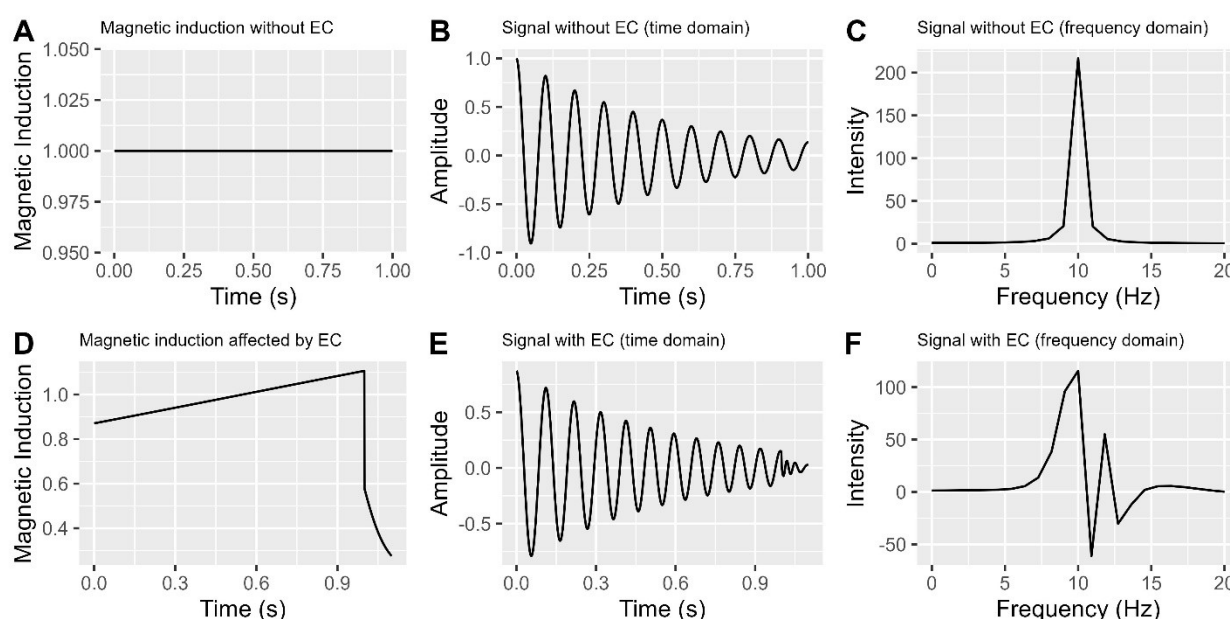 A
Magnetic induction without EC
1.050
1.025
1.000
0.975
0.950
Magnetic Induction
0.00 0.25 0.50 0.75 1.00
Time (s)
B
Signal without EC (time domain)
1.0
0.5
0.0
-0.5
-1.0
Amplitude
0.00 0.25 0.50 0.75 1.00
Time (s)
C
Signal without EC (frequency domain)
200
150
100
50
0
Intensity
0 5 10 15 20
Frequency (Hz)
D
Magnetic induction affected by EC
1.0
0.8
0.6
0.4
Magnetic Induction
0.0 0.3 0.6 0.9
Time (s)
E
Signal with EC (time domain)
0.5
0.0
-0.5
Amplitude
0.0 0.3 0.6 0.9
Time (s)
F
Signal with EC (frequency domain)
100
50
0
-50
Intensity
0 5 10 15 20
Frequency (Hz)